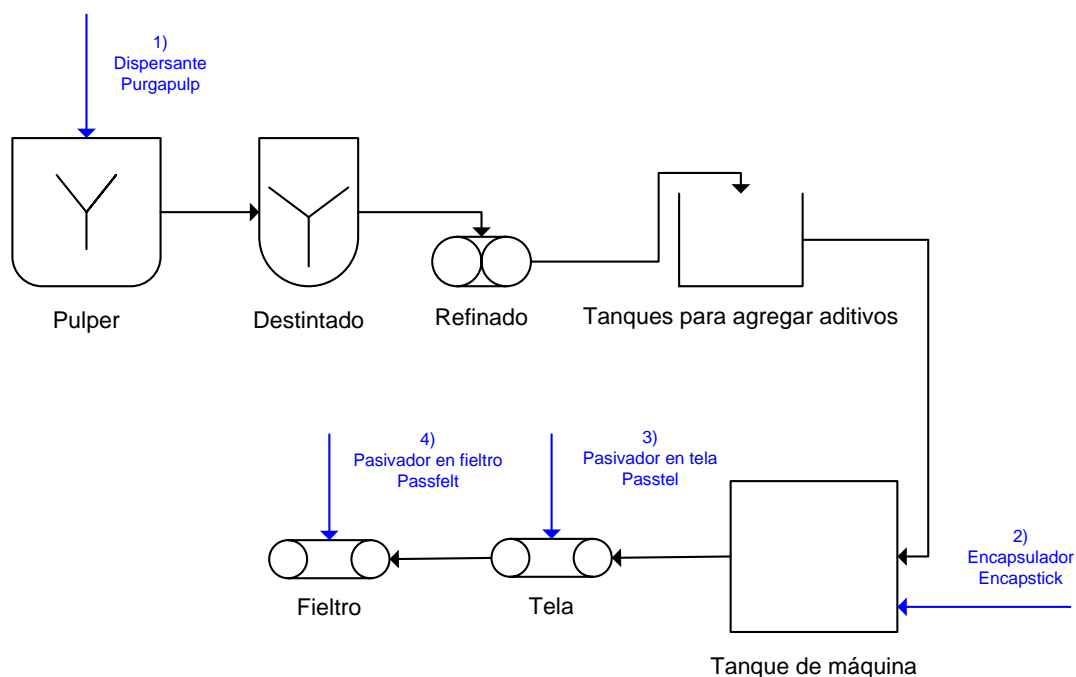 1)
Dispersante
Purgapulp
Pulper
Destintado
Refinado
Tanques para agregar aditivos
4)
Pasivador en fieltro
Passfelt
3)
Pasivador en tela
Passtel
2)
Encapsulador
Encapstick
Fieltro
Tela
Tanque de máquina